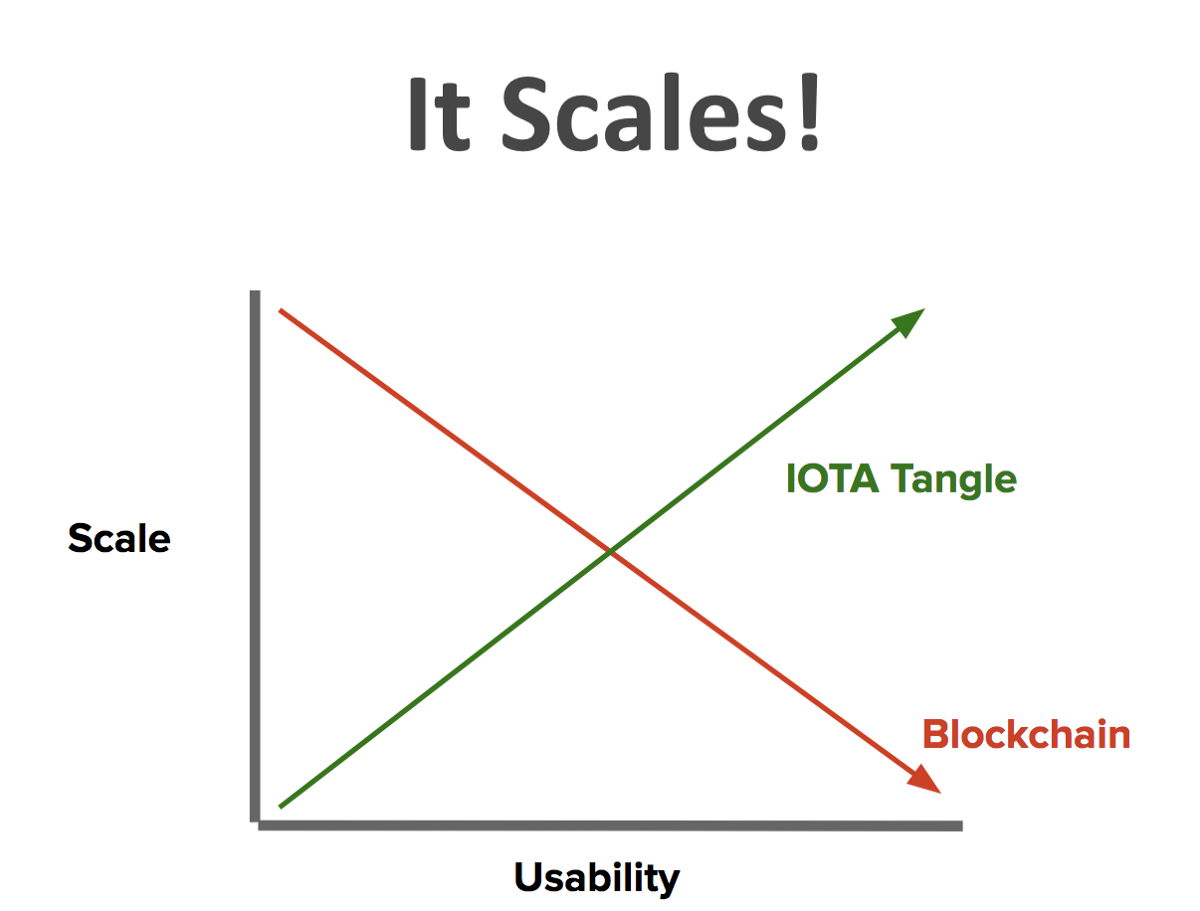 It Scales!
IOTA Tangle
Scale
Blockchain
Usability